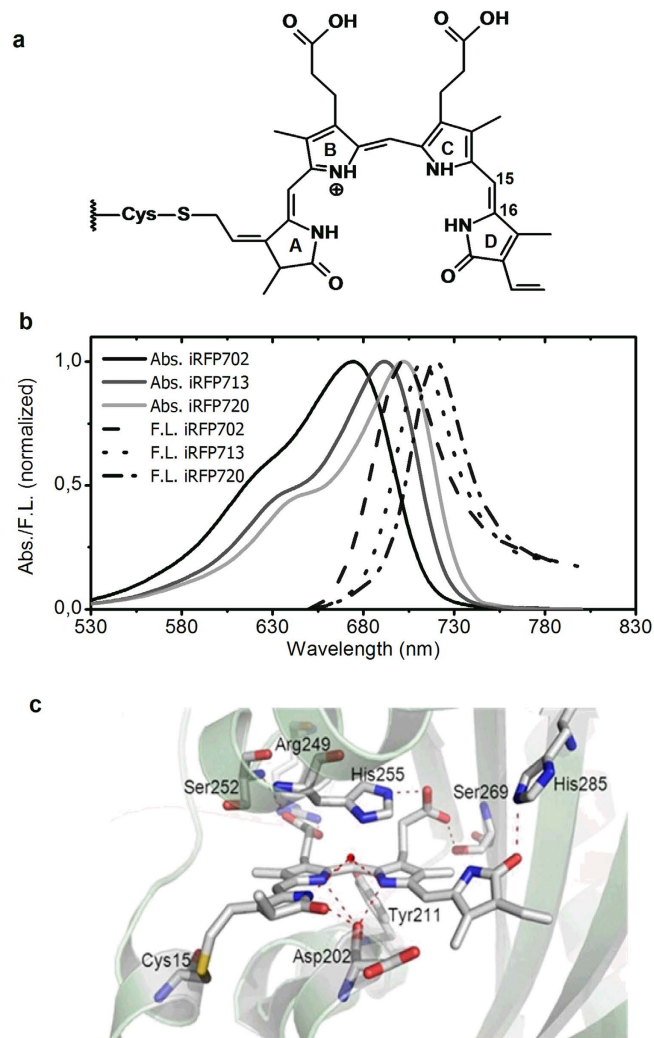 a
O OH O OH
B C
NH NH
⊕
15
16
Cys S
A NH
O
HN D
O
b
1,0
0,5
0,0
Abs./F.L. (normalized)
Abs. iRFP702
Abs. iRFP713
Abs. iRFP720
F.L. iRFP702
F.L. iRFP713
F.L. iRFP720
530 580 630 680 730 780 830
Wavelength (nm)
c
Arg249
Ser252
His255
Ser269
His285
Tyr211
Cys15
Asp202